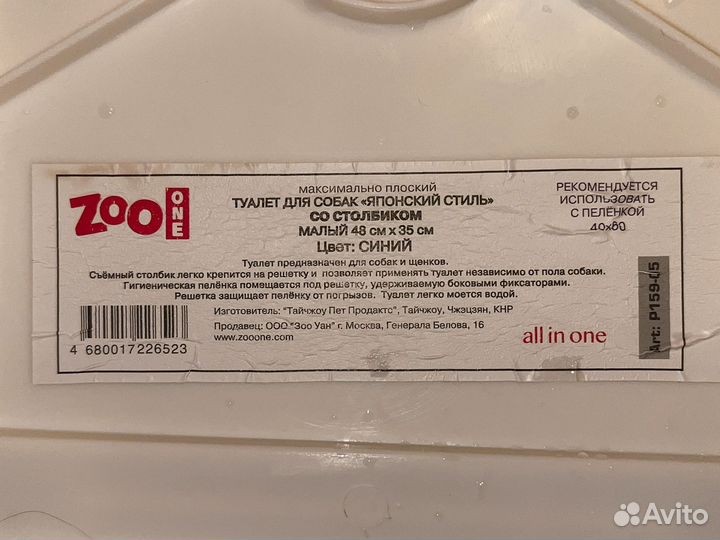 ZOO ONE
максимально плоский
ТУАЛЕТ ДЛЯ СОБАК «ЯПОНСКИЙ СТИЛЬ»
СО СТОЛБИКОМ
МАЛЫЙ 48 см х 35 см
Цвет: СИНИЙ
РЕКОМЕНДУЕТСЯ
ИСПОЛЬЗОВАТЬ
С ПЕЛЁНКОЙ
40х60
Туалет предназначен для собак и щенков.
Съёмный столбик легко крепится на решетку и позволяет применять туалет независимо от пола собаки.
Гигиеническая пелёнка помещается под решетку, удерживаемую боковыми фиксаторами.
Решетка защищает пелёнку от погрызов. Туалет легко моется водой.
Изготовитель: "Тайчжоу Пет Продактс", Тайчжоу, Чжэцзян, КНР
Продавец: ООО "Зоо Уан" г. Москва, Генерала Белова, 16
www.zooone.com
4 680017226523
all in one
Art: P159-05
Avito